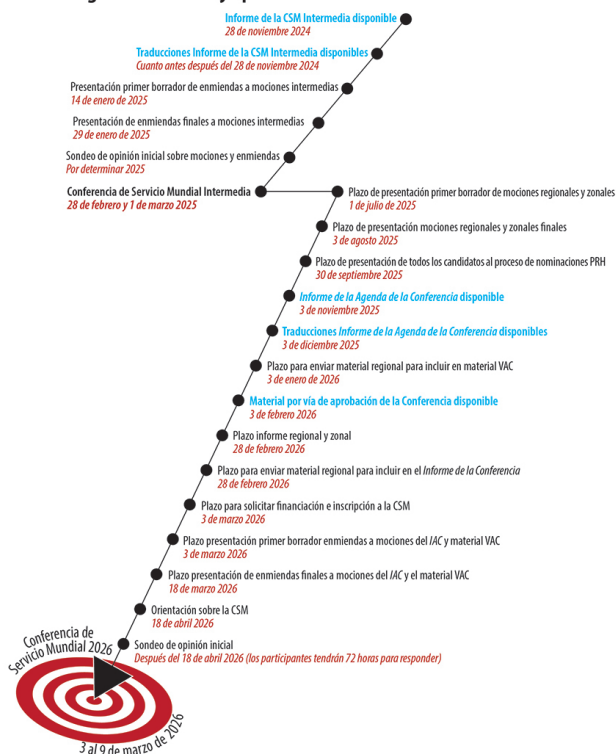 Informe de la CSM Intermedia disponible
28 de noviembre 2024
Traducciones Informe de la CSM Intermedia disponibles
Cuanto antes después del 28 de noviembre 2024
Presentación primer borrador de enmiendas a mociones intermedias
14 de enero de 2025
Presentación de enmiendas finales a mociones intermedias
29 de enero de 2025
Sondeo de opinión inicial sobre mociones y enmiendas
Por determinar 2025
Conferencia de Servicio Mundial Intermedia
28 de febrero y 1 de marzo 2025
Plazo de presentación primer borrador de mociones regionales y zonales
1 de julio de 2025
Plazo de presentación mociones regionales y zonales finales
3 de agosto 2025
Plazo de presentación de todos los candidatos al proceso de nominaciones PRH
30 de septiembre 2025
Informe de la Agenda de la Conferencia disponible
3 de noviembre 2025
Traducciones Informe de la Agenda de la Conferencia disponibles
3 de diciembre 2025
Plazo para enviar material regional para incluir en material VAC
3 de enero de 2026
Material por vía de aprobación de la Conferencia disponible
3 de febrero 2026
Plazo informe regional y zonal
28 de febrero 2026
Plazo para enviar material regional para incluir en el Informe de la Conferencia
28 de febrero 2026
Plazo para solicitar financiación e inscripción a la CSM
3 de marzo 2026
Plazo presentación primer borrador enmiendas a mociones del IAC y material VAC
3 de marzo 2026
Plazo presentación de enmiendas finales a mociones del IAC y el material VAC
18 de marzo 2026
Orientación sobre la CSM
18 de abril 2026
Sondeo de opinión inicial
Después del 18 de abril 2026 (los participantes tendrán 72 horas para responder)
Conferencia de
Servicio Mundial 2026
3 al 9 de marzo de 2026